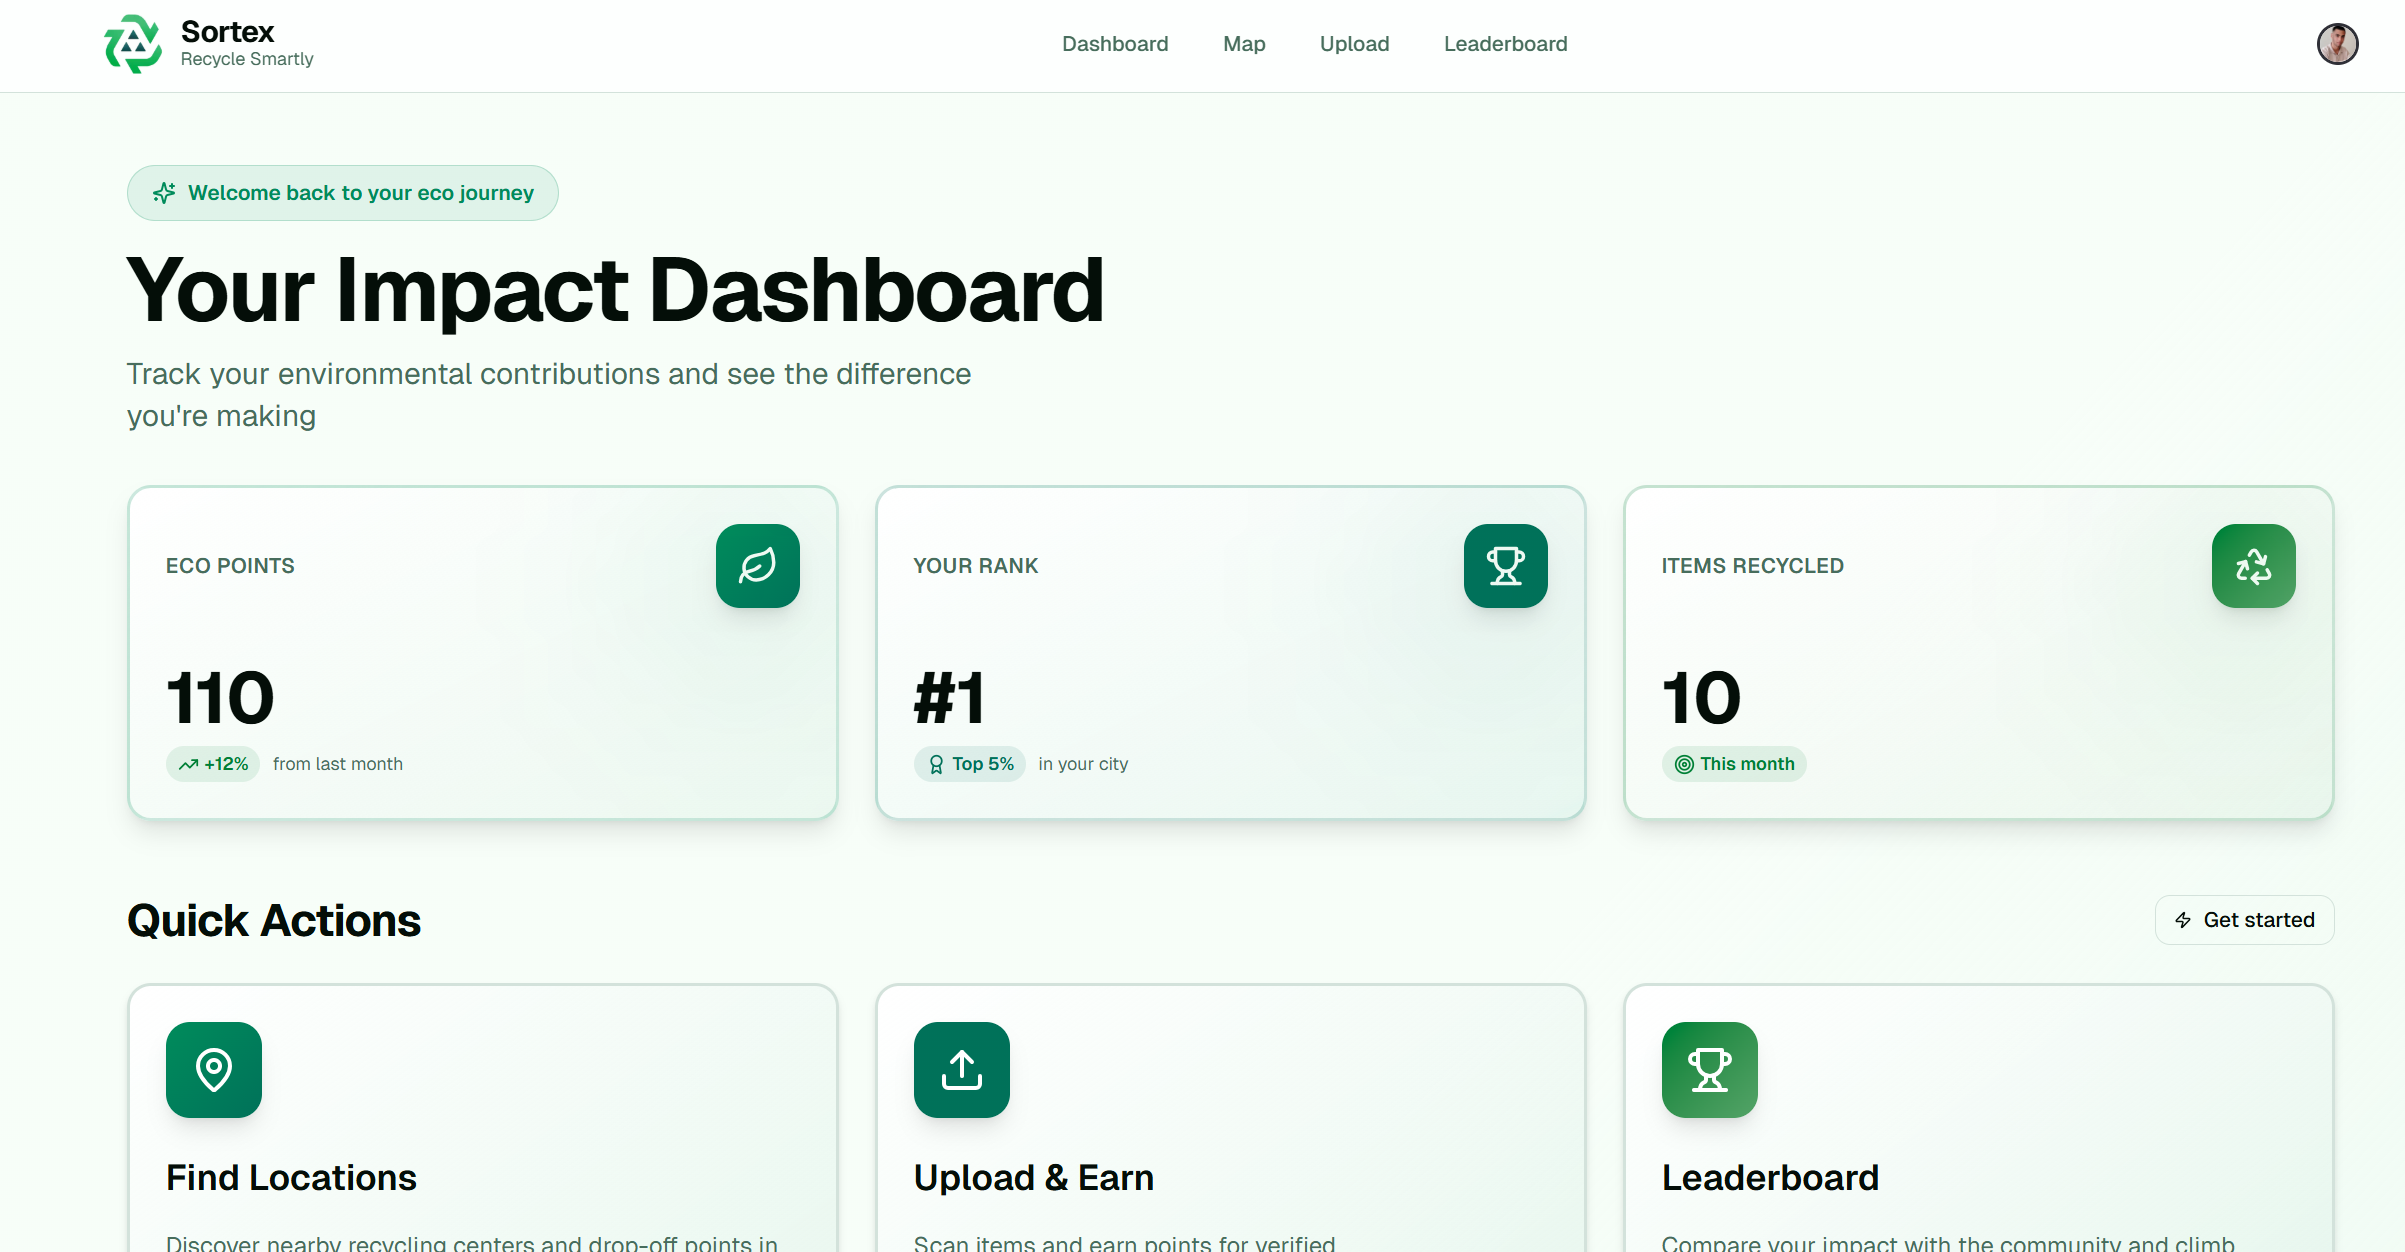 Sortex
Recycle Smartly
Dashboard
Map
Upload
Leaderboard
Welcome back to your eco journey
Your Impact Dashboard
Track your environmental contributions and see the difference
you're making
ECO POINTS
110
+12% from last month
YOUR RANK
#1
Top 5% in your city
ITEMS RECYCLED
10
This month
Quick Actions
Get started
Find Locations
Discover nearby recycling centers and drop-off points in
Upload & Earn
Scan items and earn points for verified
Leaderboard
Compare your impact with the community and climb